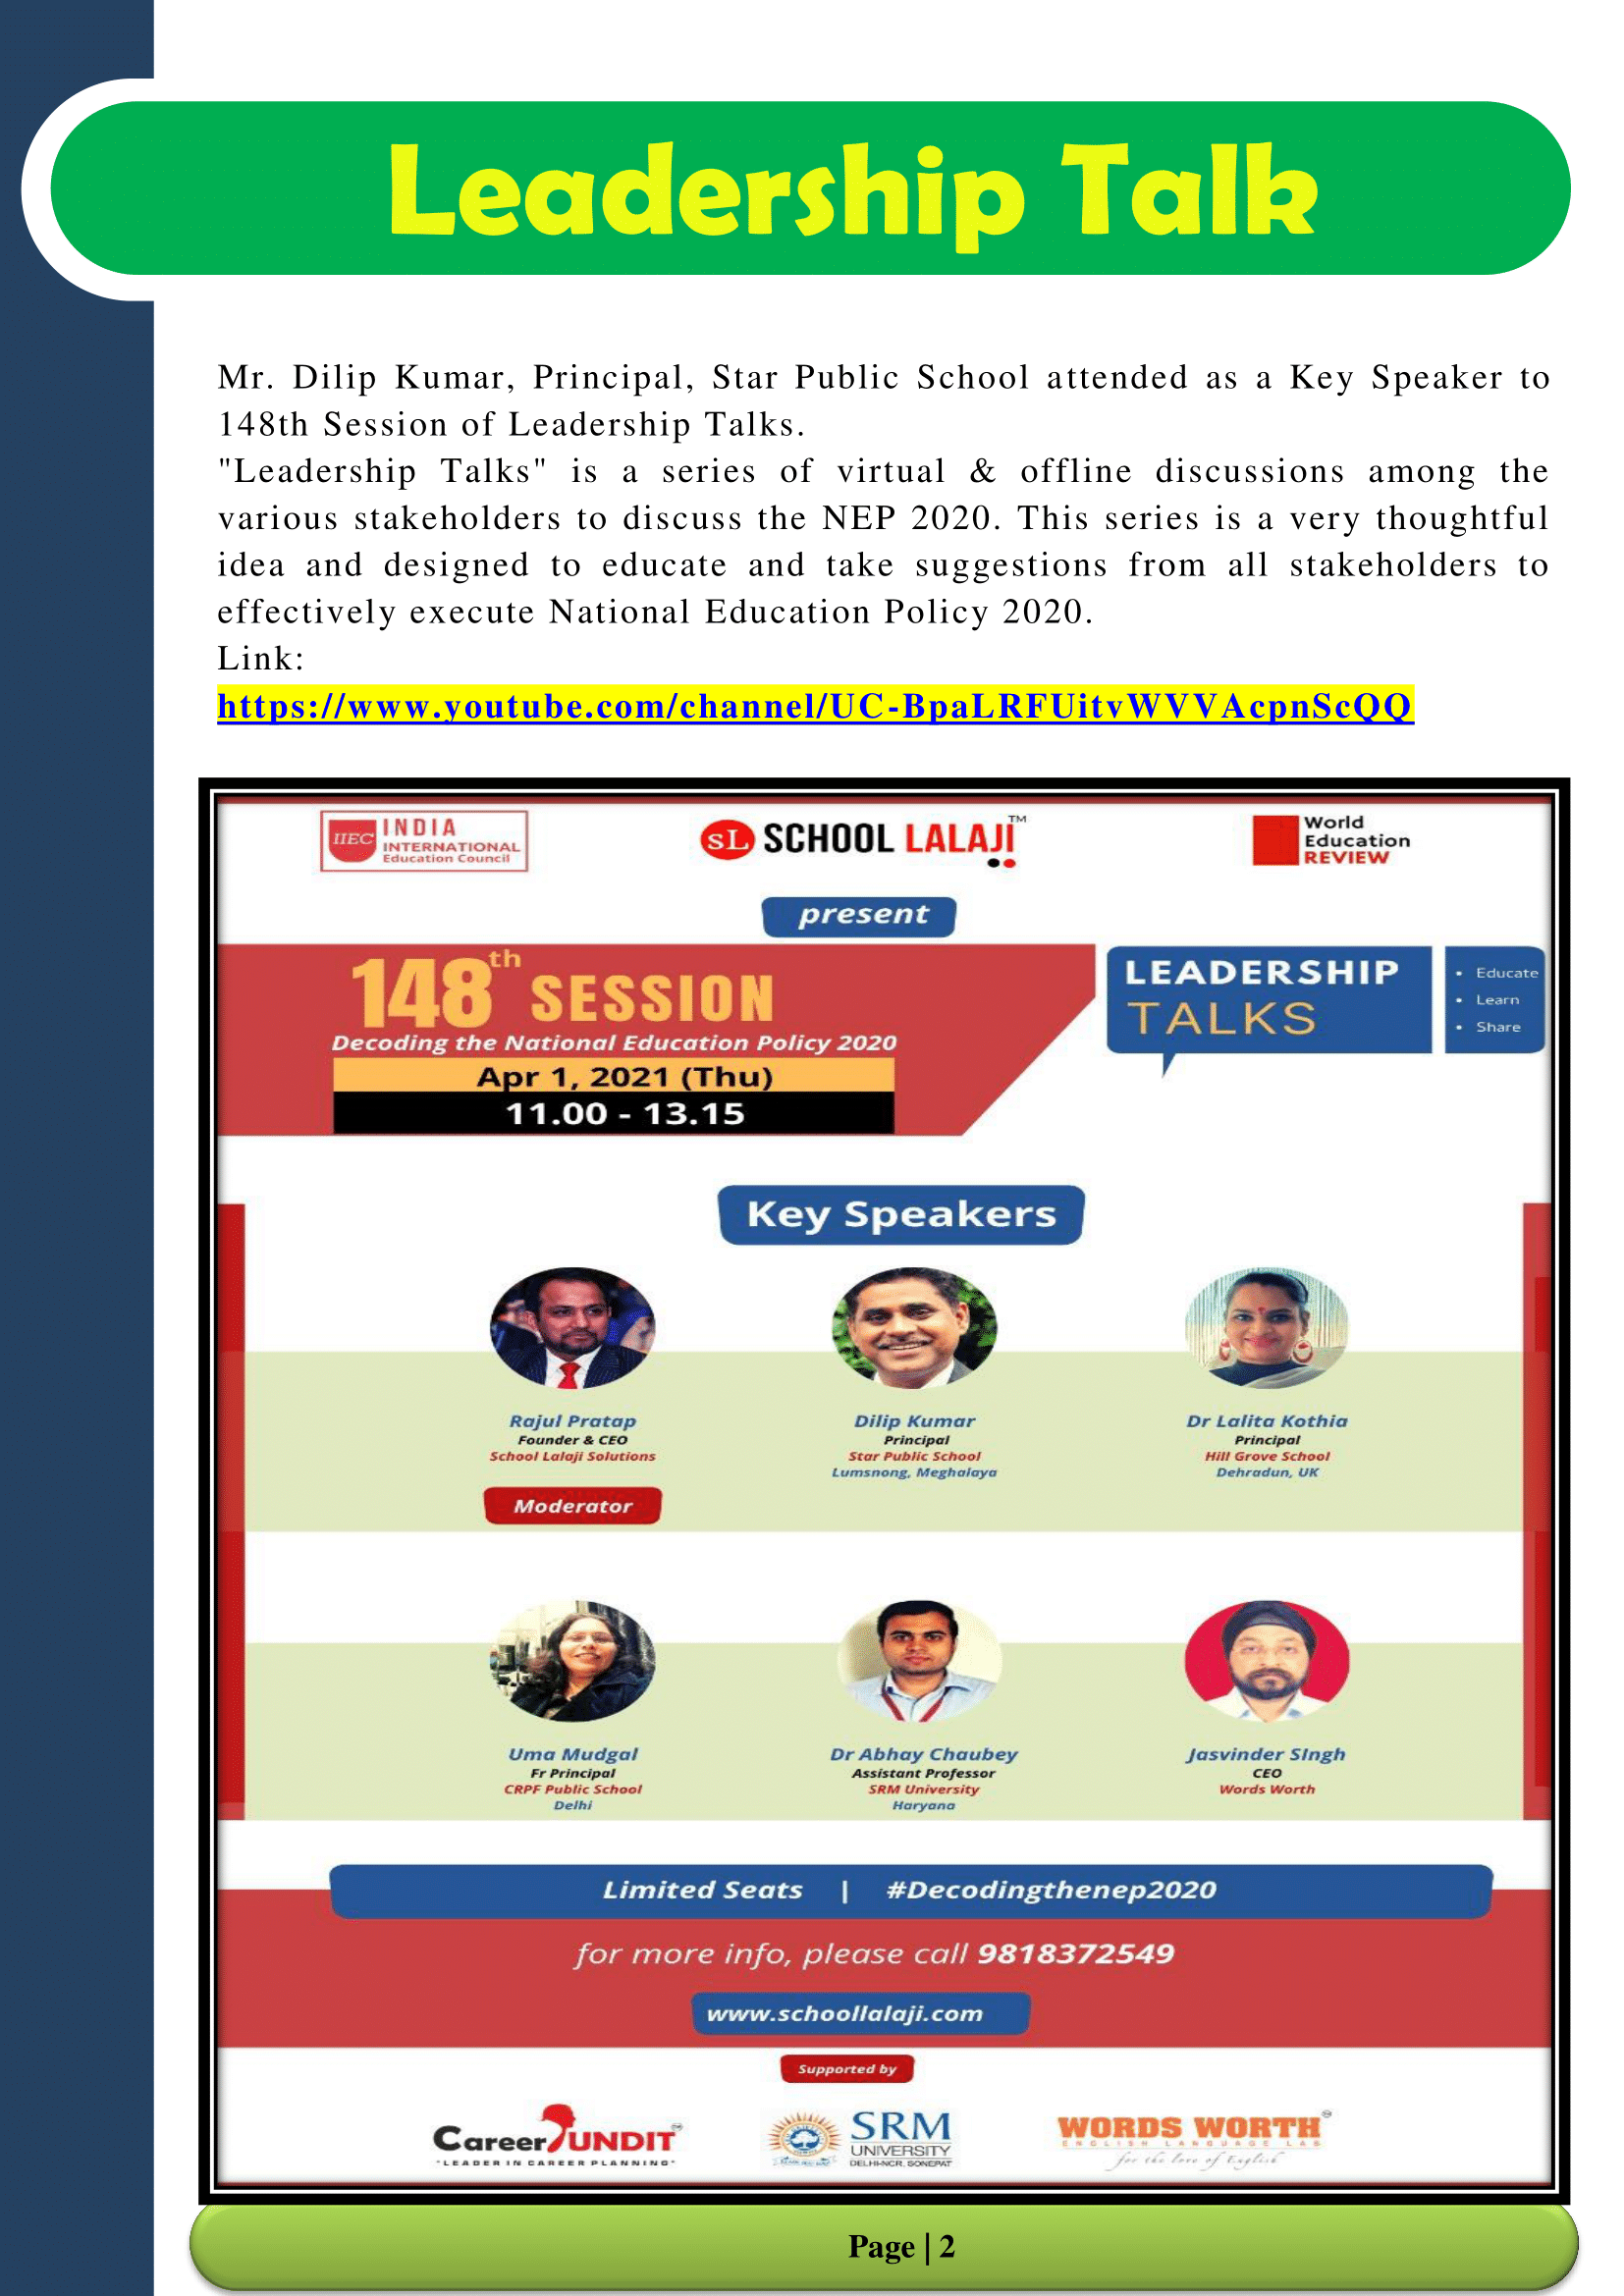 Leadership Talk
Mr. Dilip Kumar, Principal, Star Public School attended as a Key Speaker to
148th Session of Leadership Talks.
"Leadership Talks" is a series of virtual & offline discussions among the
various stakeholders to discuss the NEP 2020. This series is a very thoughtful
idea and designed to educate and take suggestions from all stakeholders to
effectively execute National Education Policy 2020.
Link:
https://www.youtube.com/channel/UC-BpaLRFUitvWVVAcpnScQQ
IIEC
INDIA
INTERNATIONAL
Education Council
SL SCHOOL LALAJI™
World
Education
REVIEW
present
148th SESSION
Decoding the National Education Policy 2020
Apr 1, 2021 (Thu)
11.00 - 13.15
LEADERSHIP
TALKS
• Educate
• Learn
• Share
Key Speakers
Rajul Pratap
Founder & CEO
School Lalaji Solutions
Moderator
Dilip Kumar
Principal
Star Public School
Lumsnong, Meghalaya
Dr Lalita Kothia
Principal
Hill Grove School
Dehradun, UK
Uma Mudgal
Fr Principal
CRPF Public School
Delhi
Dr Abhay Chaubey
Assistant Professor
SRM University
Haryana
Jasvinder SIngh
CEO
Words Worth
Limited Seats | #Decodingthenep2020
for more info, please call 9818372549
www.schoollalaji.com
Supported by
Career PUNDIT™
"LEADER IN CAREER PLANNING"
SRM
UNIVERSITY
DELHI-NCR, SONEPAT
WORDS WORTH
ENGLISH LANGUAGE LAB
for the love of English
Page | 2